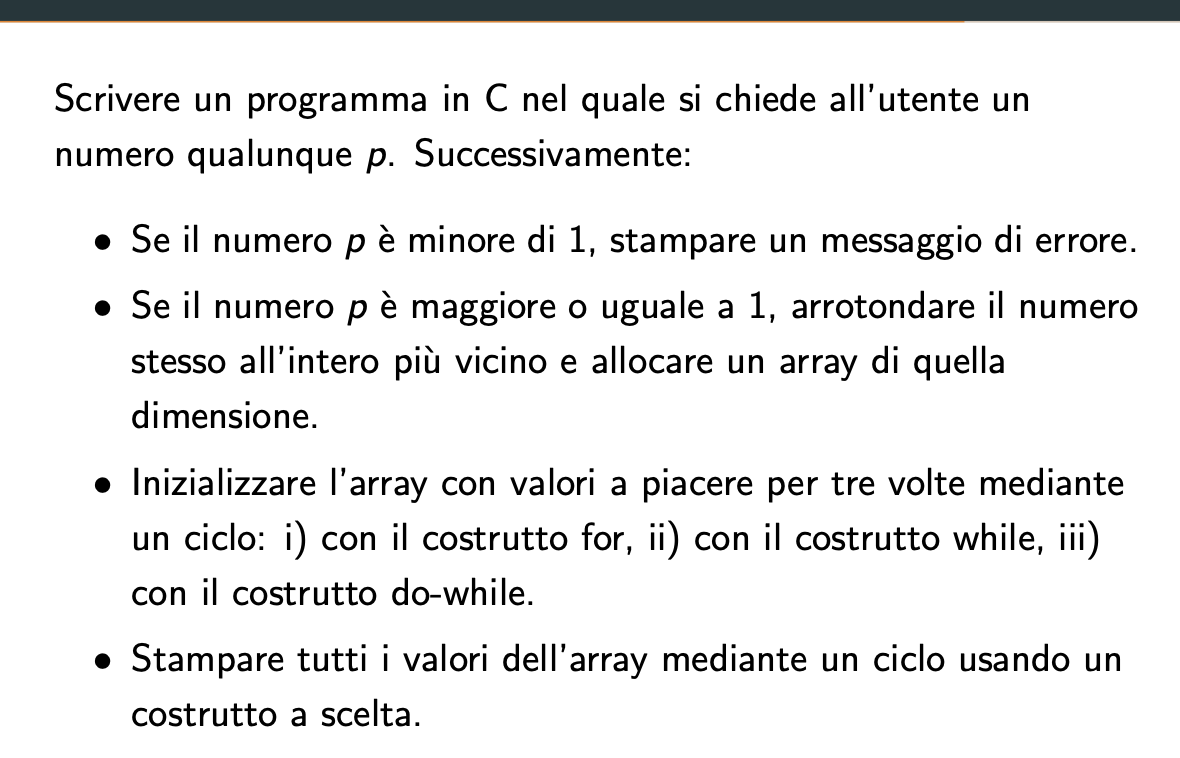 Scrivere un programma in C nel quale si chiede all'utente un
numero qualunque p. Successivamente:
• Se il numero p è minore di 1, stampare un messaggio di errore.
• Se il numero p è maggiore o uguale a 1, arrotondare il numero
stesso all'intero più vicino e allocare un array di quella
dimensione.
• Inizializzare l'array con valori a piacere per tre volte mediante
un ciclo: i) con il costrutto for, ii) con il costrutto while, iii)
con il costrutto do-while.
• Stampare tutti i valori dell'array mediante un ciclo usando un
costrutto a scelta.